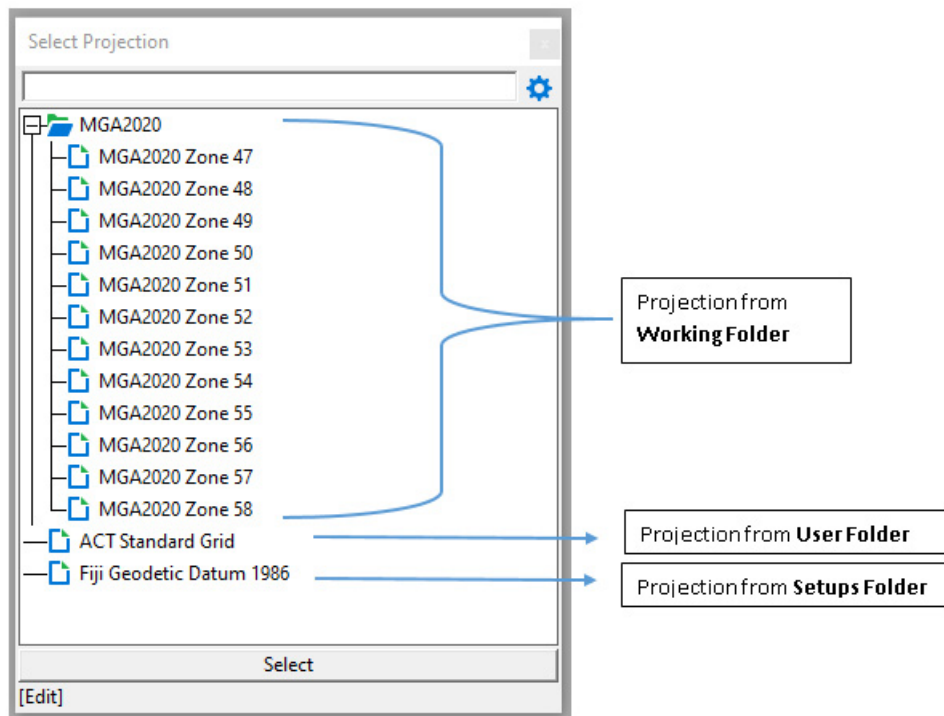 Select Projection
x
MGA2020
MGA2020 Zone 47
MGA2020 Zone 48
MGA2020 Zone 49
MGA2020 Zone 50
MGA2020 Zone 51
MGA2020 Zone 52
MGA2020 Zone 53
MGA2020 Zone 54
MGA2020 Zone 55
MGA2020 Zone 56
MGA2020 Zone 57
MGA2020 Zone 58
ACT Standard Grid
Fiji Geodetic Datum 1986
Select
[Edit]
Projection from
Working Folder
Projection from User Folder
Projection from Setups Folder